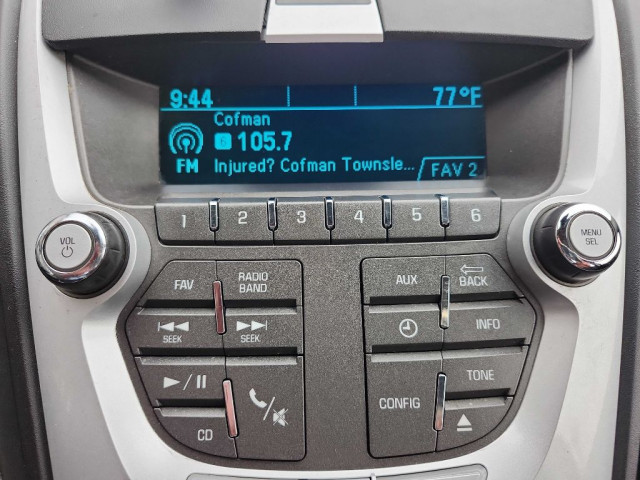 9:44 77°F
Cofman
105.7
FM
Injured? Cofman Townsle...
FAV 2
1 2 3 4 5 6
VOL
MENU
SEL
FAV
RADIO
BAND
AUX
BACK
SEEK
SEEK
INFO
CONFIG
TONE
CD